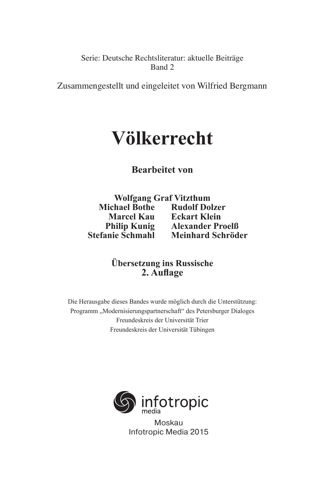 Serie: Deutsche Rechtsliteratur: aktuelle Beiträge
Band 2
Zusammengestellt und eingeleitet von Wilfried Bergmann
Völkerrecht
Bearbeitet von
Wolfgang Graf Vitzthum
Michael Bothe Rudolf Dolzer
Marcel Kau Eckart Klein
Philip Kunig Alexander Proelß
Stefanie Schmahl Meinhard Schröder
Übersetzung ins Russische
2. Auflage
Die Herausgabe dieses Bandes wurde möglich durch die Unterstützung:
Programm „Modernisierungspartnerschaft“ des Petersburger Dialoges
Freundeskreis der Universität Trier
Freundeskreis der Universität Tübingen
infotropic
media
Moskau
Infotropic Media 2015